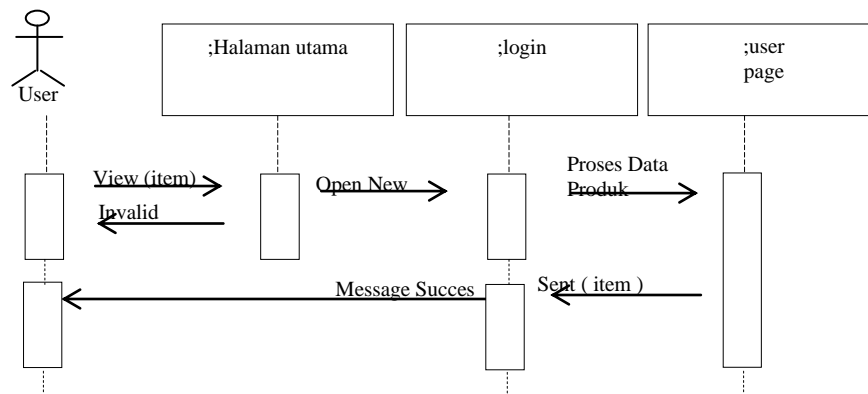 ;Halaman utama
;login
;user
page
User
View (item)
Open New
Proses Data
Produk
Invalid
Message Succes
Sent ( item )